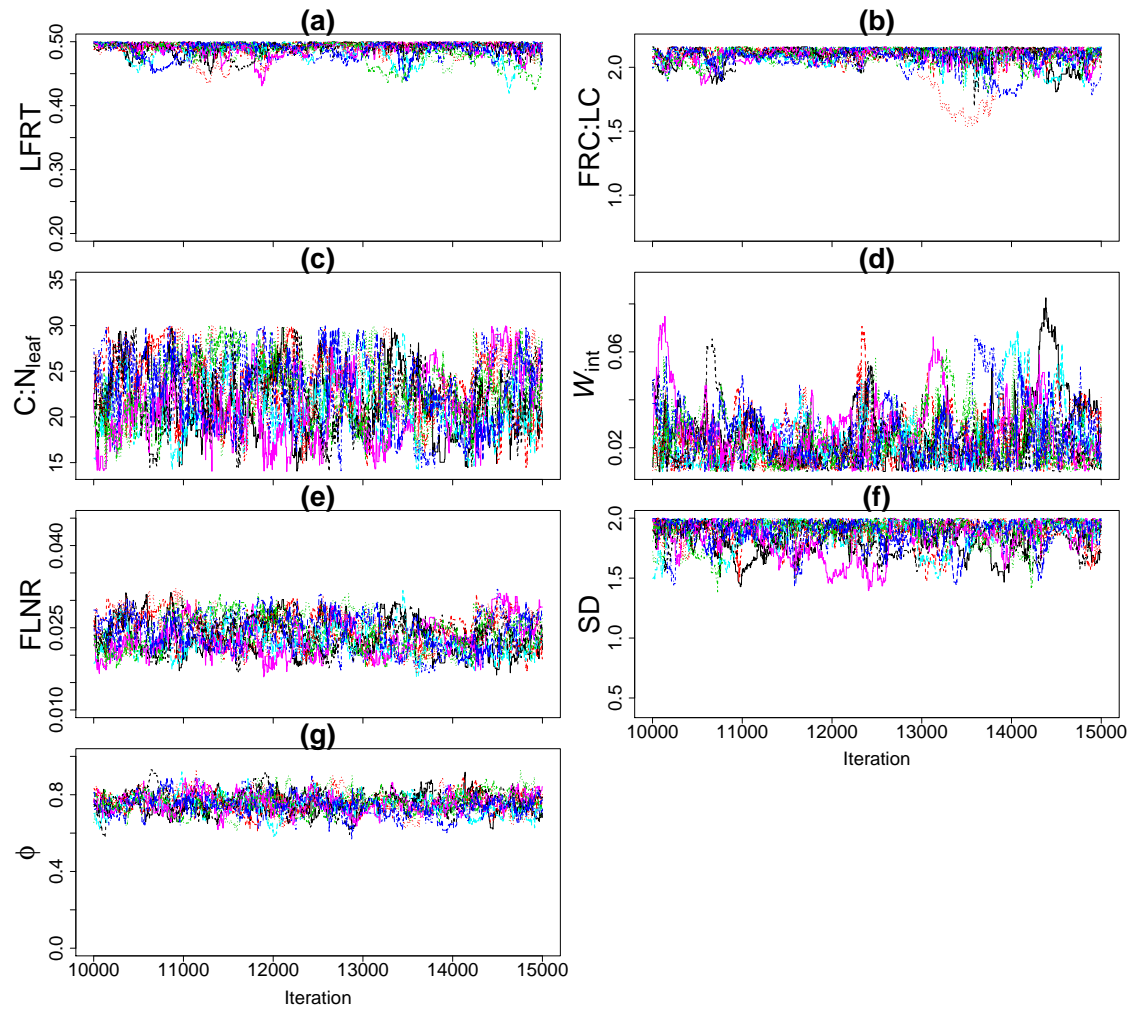 (a)
LFRT
0.20 0.30 0.40 0.50
(b)
FRC:LC
1.0 1.5 2.0
(c)
C:Nleaf
15 20 25 30 35
(d)
Wint
0.02 0.06
(e)
FLNR
0.010 0.025 0.040
(f)
SD
0.5 1.0 1.5 2.0
10000 11000 12000 13000 14000 15000
Iteration
(g)
ϕ
0.0 0.4 0.8
10000 11000 12000 13000 14000 15000
Iteration